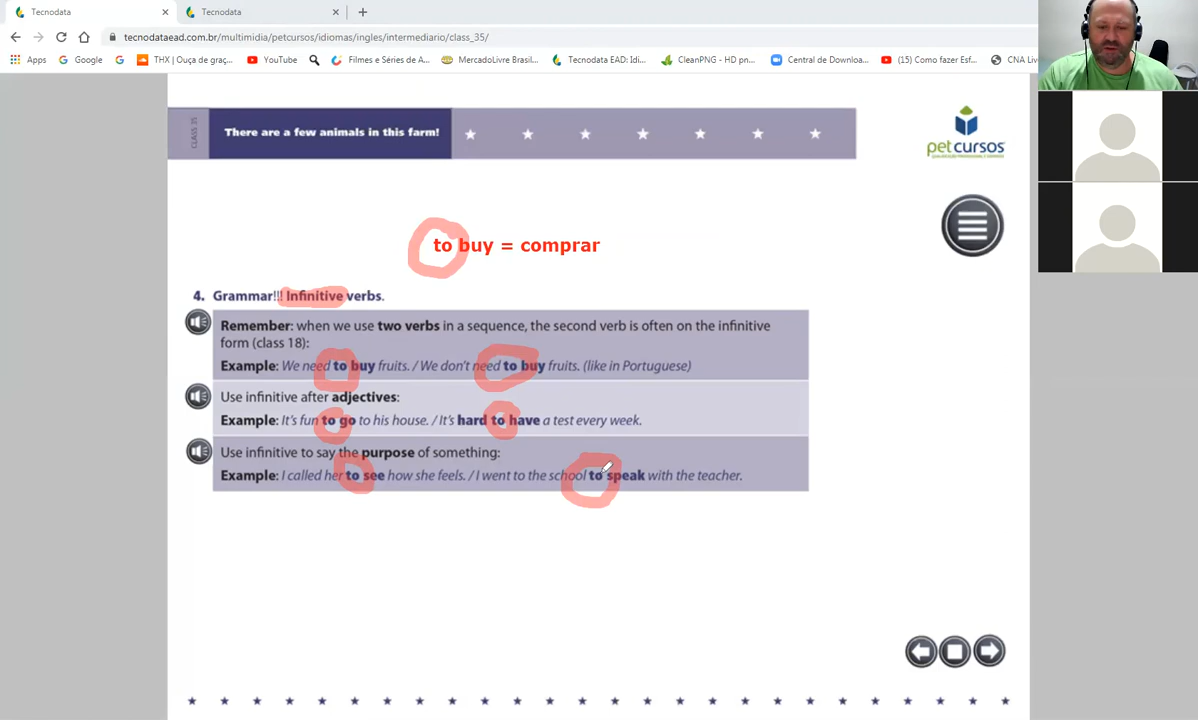 Tecnodata
Tecnodata
tecnodataead.com.br/multimidia/petcursos/idiomas/ingles/intermediario/class_35/
Apps Google THX | Ouça de graç... YouTube Filmes e Séries de A... MercadoLivre Brasil... Tecnodata EAD: Idi... CleanPNG - HD pn... Central de Downloa... (15) Como fazer Esf... CNA Liv
CLASS 35
There are a few animals in this farm!
petcursos
to buy = comprar
4. Grammar!!! Infinitive verbs.
Remember: when we use two verbs in a sequence, the second verb is often on the infinitive
form (class 18):
Example: We need to buy fruits. / We don't need to buy fruits. (like in Portuguese)
Use infinitive after adjectives:
Example: It's fun to go to his house. / It's hard to have a test every week.
Use infinitive to say the purpose of something:
Example: I called her to see how she feels. / I went to the school to speak with the teacher.